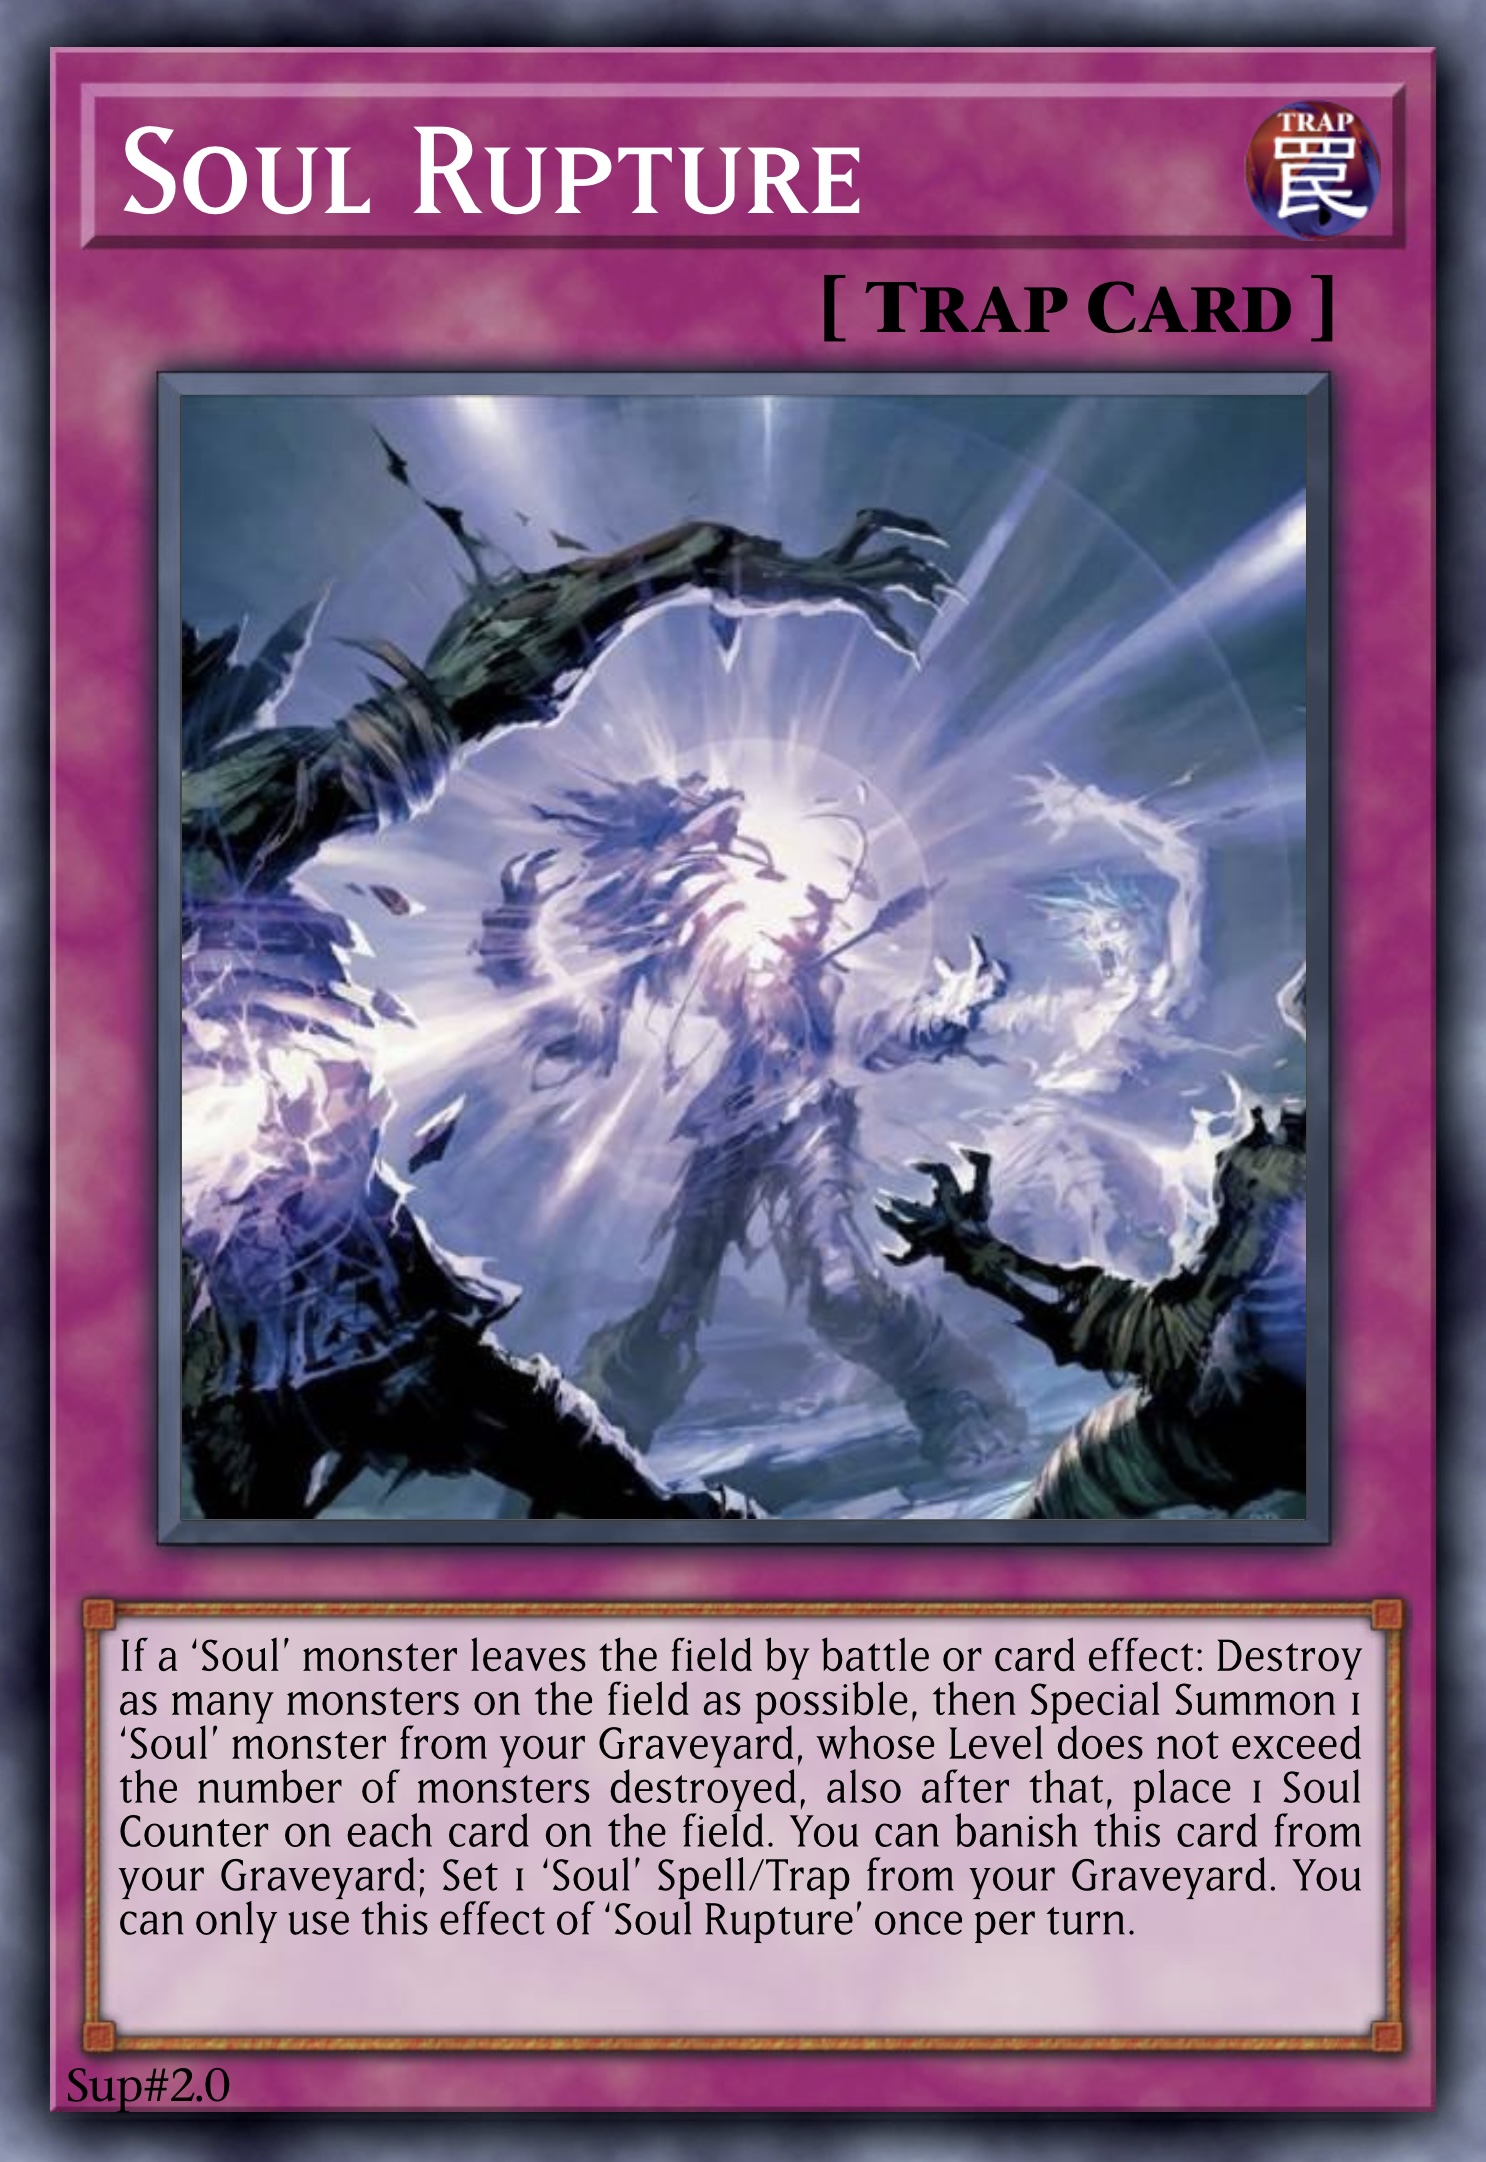 Soul Rupture
TRAP
罠
[ Trap Card ]
If a ‘Soul’ monster leaves the field by battle or card effect: Destroy
as many monsters on the field as possible, then Special Summon 1
‘Soul’ monster from your Graveyard, whose Level does not exceed
the number of monsters destroyed, also after that, place 1 Soul
Counter on each card on the field. You can banish this card from
your Graveyard; Set 1 ‘Soul’ Spell/Trap from your Graveyard. You
can only use this effect of ‘Soul Rupture’ once per turn.
Sup#2.0